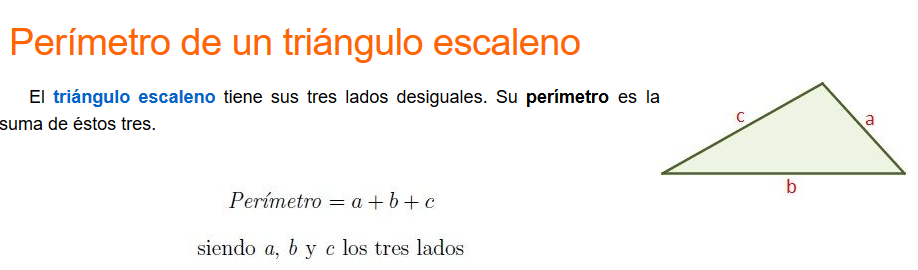 Perímetro de un triángulo escaleno
El triángulo escaleno tiene sus tres lados desiguales. Su perímetro es la
suma de éstos tres.
c
a
b
Perímetro = a + b + c
siendo a, b y c los tres lados